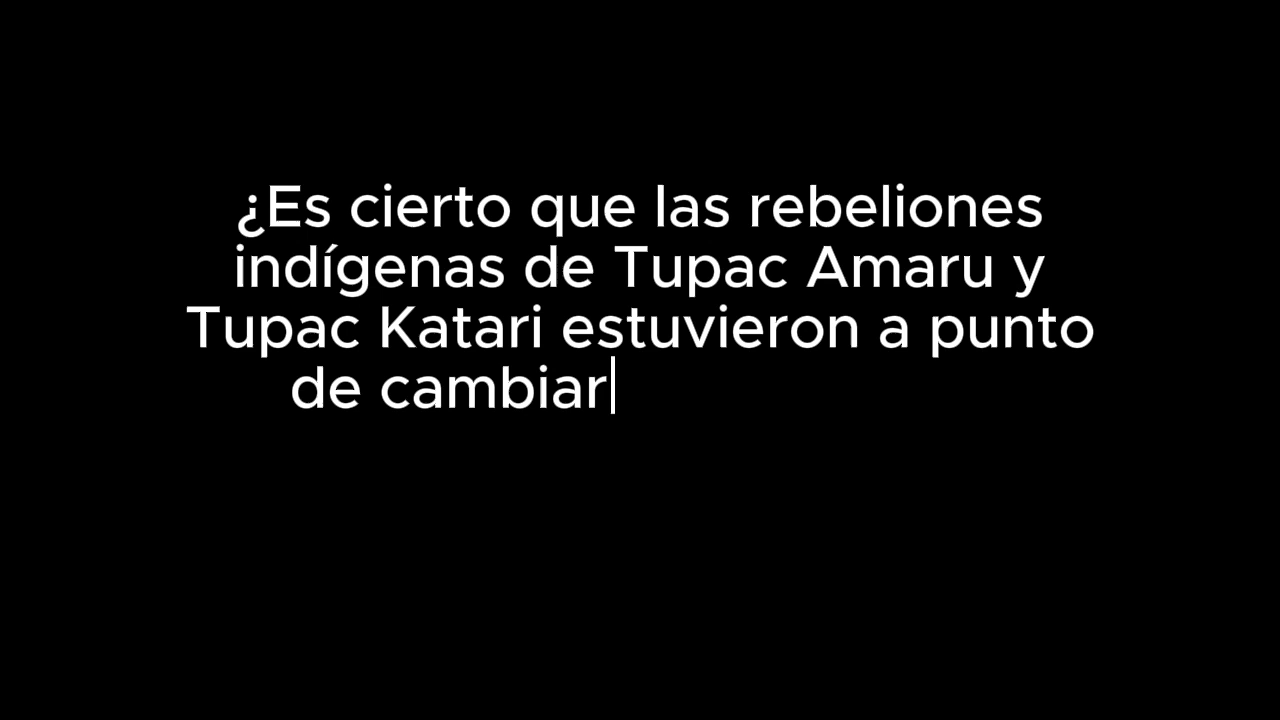 ¿Es cierto que las rebeliones
indígenas de Tupac Amaru y
Tupac Katari estuvieron a punto
de cambiar